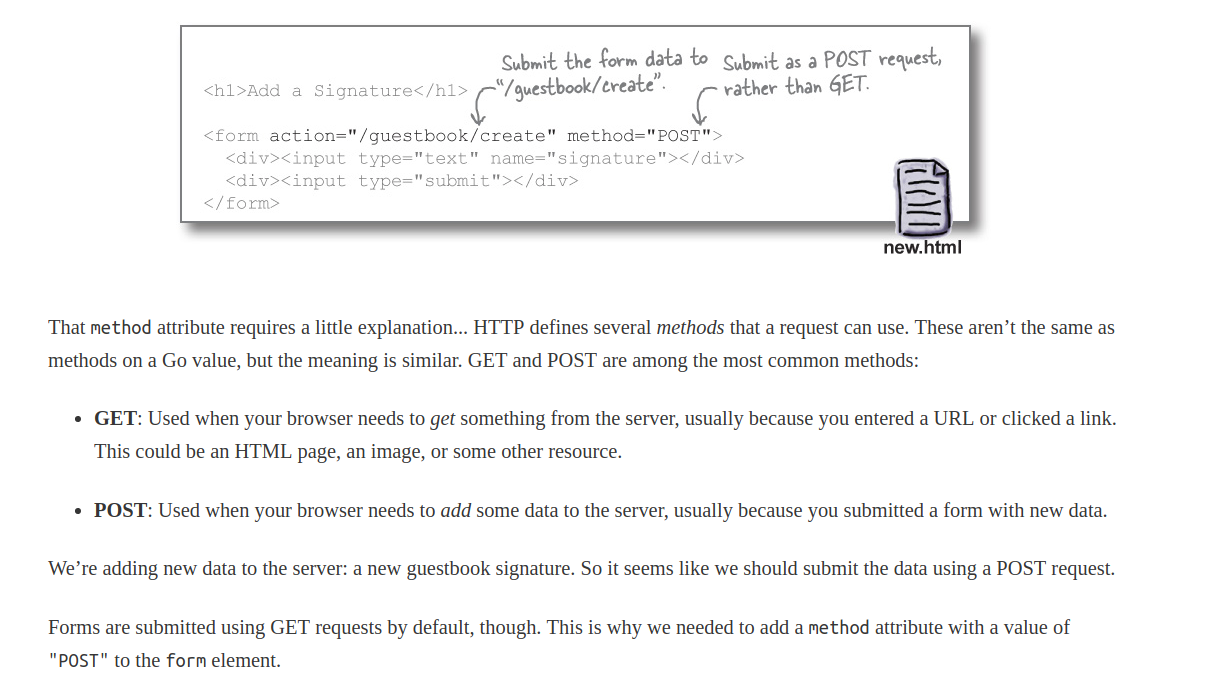 Submit the form data to
"/guestbook/create".
Submit as a POST request,
rather than GET.
<h1>Add a Signature</h1>
<form action="/guestbook/create" method="POST">
<div><input type="text" name="signature"></div>
<div><input type="submit"></div>
</form>
new.html
That method attribute requires a little explanation... HTTP defines several methods that a request can use. These aren’t the same as
methods on a Go value, but the meaning is similar. GET and POST are among the most common methods:
• GET: Used when your browser needs to get something from the server, usually because you entered a URL or clicked a link.
This could be an HTML page, an image, or some other resource.
• POST: Used when your browser needs to add some data to the server, usually because you submitted a form with new data.
We’re adding new data to the server: a new guestbook signature. So it seems like we should submit the data using a POST request.
Forms are submitted using GET requests by default, though. This is why we needed to add a method attribute with a value of
"POST" to the form element.